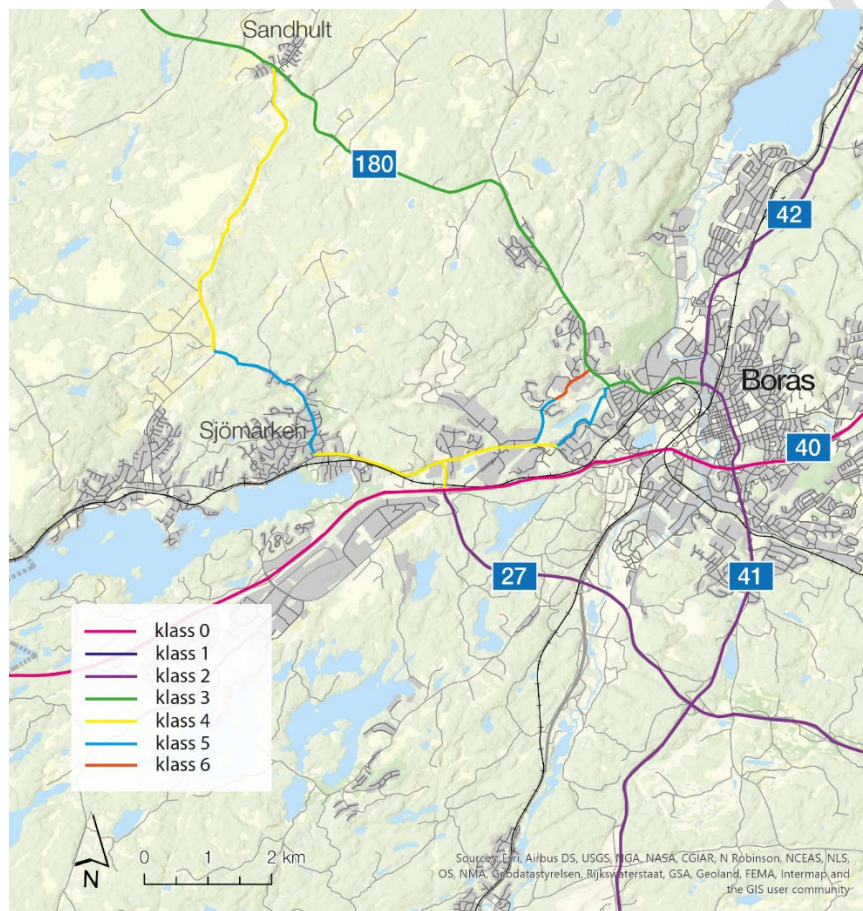 Sandhult
180
42
Borås
Sjömarken
40
27
41
klass 0
klass 1
klass 2
klass 3
klass 4
klass 5
klass 6
0 1 2 km
N
Sources: Esri, Airbus DS, USGS, NGA, NASA, CGIAR, N Robinson, NCEAS, NLS,
OS, NMA, Geodatastyrelsen, Rijkswaterstaat, GSA, Geoland, FEMA, Intermap and
the GIS user community